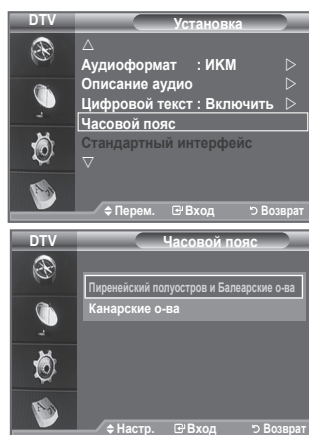 DTV Установка
Аудиоформат : ИКМ
Описание аудио
Цифровой текст : Включить
Часовой пояс
Стандартный интерфейс
Перем. Вход Возврат
DTV Часовой пояс
Пиренейский полуостров и Балеарские о-ва
Канарские о-ва
Настр. Вход Возврат